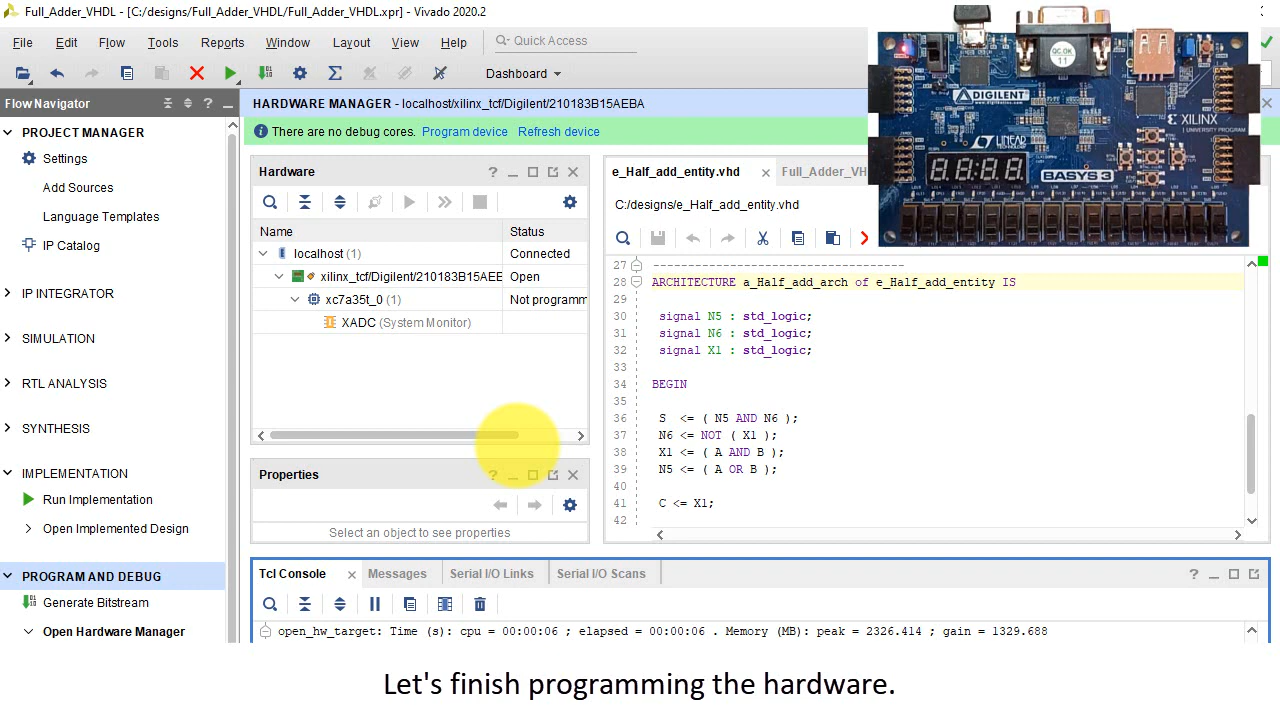 Full_Adder_VHDL - [C:/designs/Full_Adder_VHDL/Full_Adder_VHDL.xpr] - Vivado 2020.2
File Edit Flow Tools Reports Window Layout View Help Quick Access
Dashboard
Flow Navigator
HARDWARE MANAGER - localhost/xilinx_tcf/Digilent/210183B15AEBA
There are no debug cores. Program device Refresh device
PROJECT MANAGER
Settings
Add Sources
Language Templates
IP Catalog
IP INTEGRATOR
SIMULATION
RTL ANALYSIS
SYNTHESIS
IMPLEMENTATION
Run Implementation
Open Implemented Design
PROGRAM AND DEBUG
Generate Bitstream
Open Hardware Manager
Hardware
Name Status
localhost (1) Connected
xilinx_tcf/Digilent/210183B15AEE Open
xc7a35t_0 (1) Not programm
XADC (System Monitor)
Properties
Select an object to see properties
e_Half_add_entity.vhd Full_Adder_VH
C:/designs/e_Half_add_entity.vhd
27 ------------------------------------
28 ARCHITECTURE a_Half_add_arch of e_Half_add_entity IS
29
30 signal N5 : std_logic;
31 signal N6 : std_logic;
32 signal X1 : std_logic;
33
34 BEGIN
35
36 S <= ( N5 AND N6 );
37 N6 <= NOT ( X1 );
38 X1 <= ( A AND B );
39 N5 <= ( A OR B );
40
41 C <= X1;
42
QC.OK
11
DIGILENT
LINEAR
TECHNOLOGY
XILINX
UNIVERSITY PROGRAM
BASYS 3
Tcl Console Messages Serial I/O Links Serial I/O Scans
open_hw_target: Time (s): cpu = 00:00:06 ; elapsed = 00:00:06 . Memory (MB): peak = 2326.414 ; gain = 1329.688
Let's finish programming the hardware.